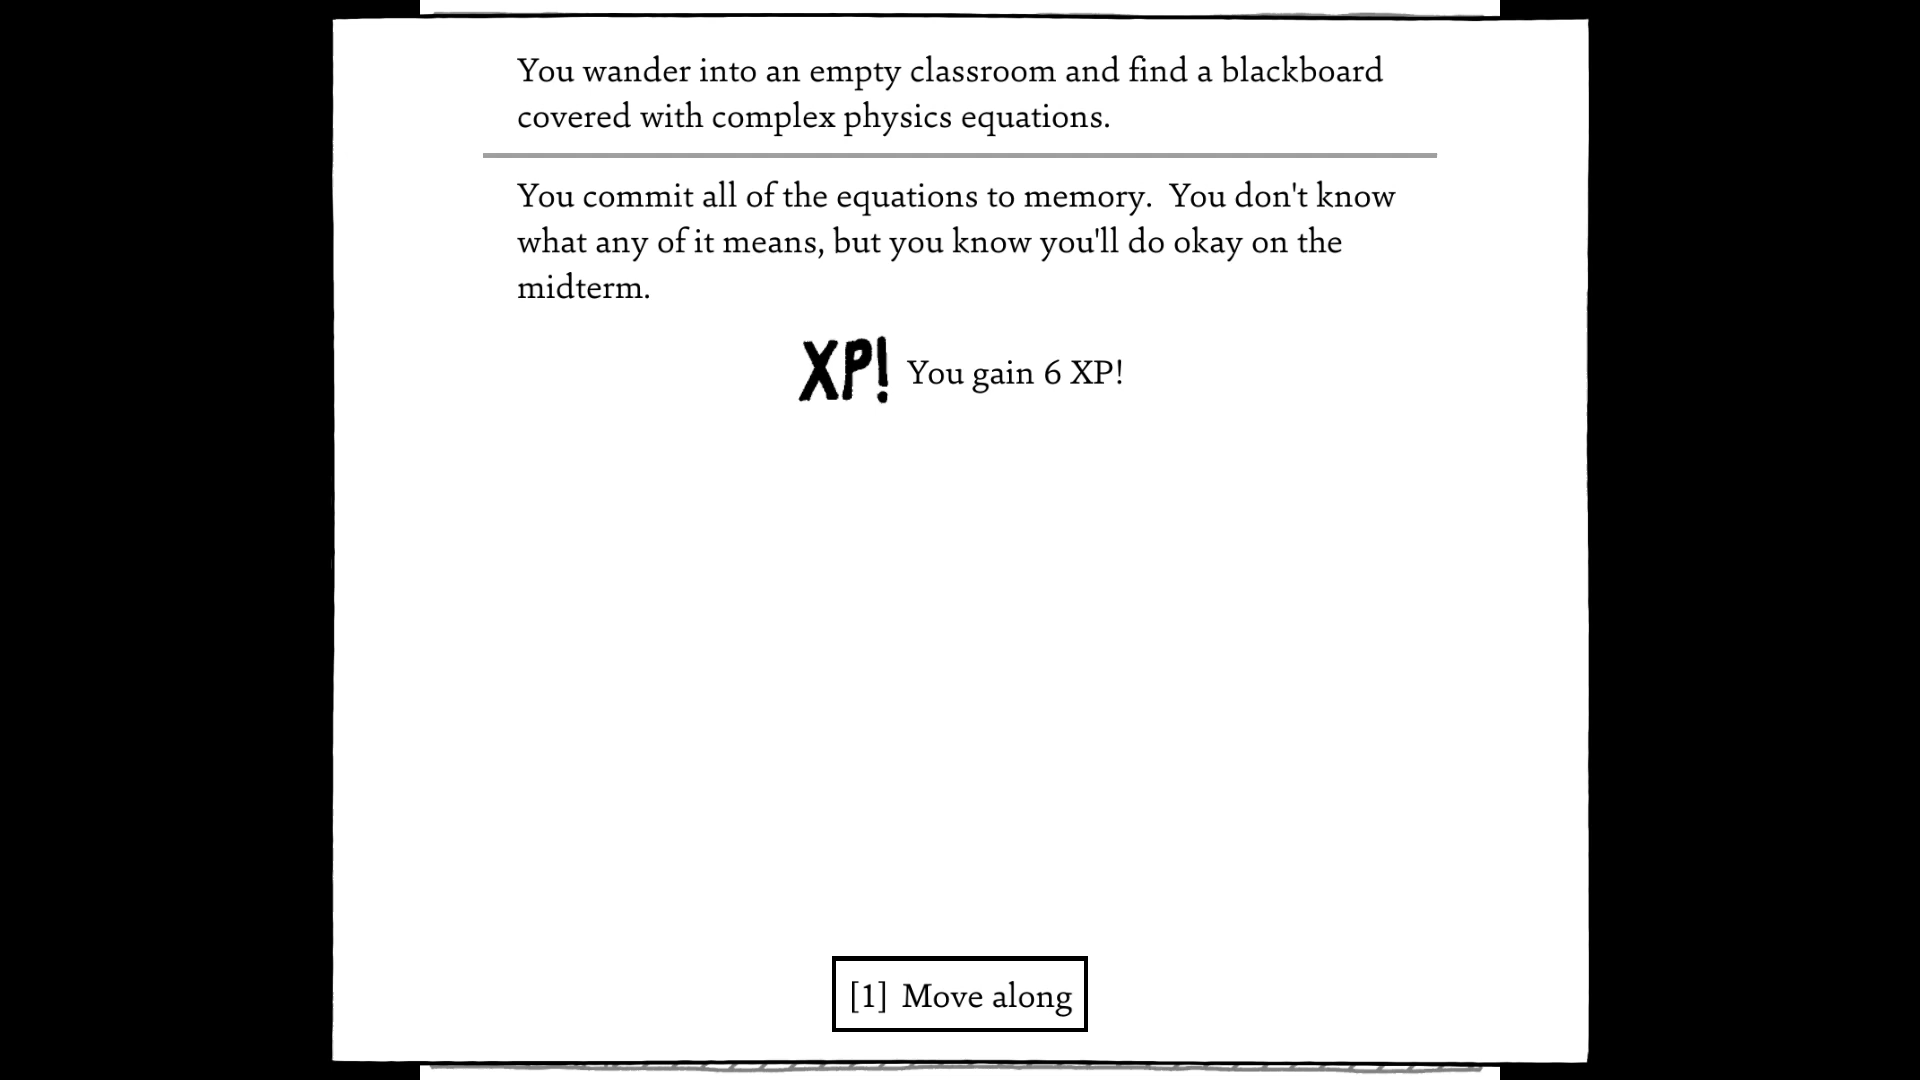 You wander into an empty classroom and find a blackboard
covered with complex physics equations.
You commit all of the equations to memory.  You don't know
what any of it means, but you know you'll do okay on the
midterm.
XP! You gain 6 XP!
[1] Move along